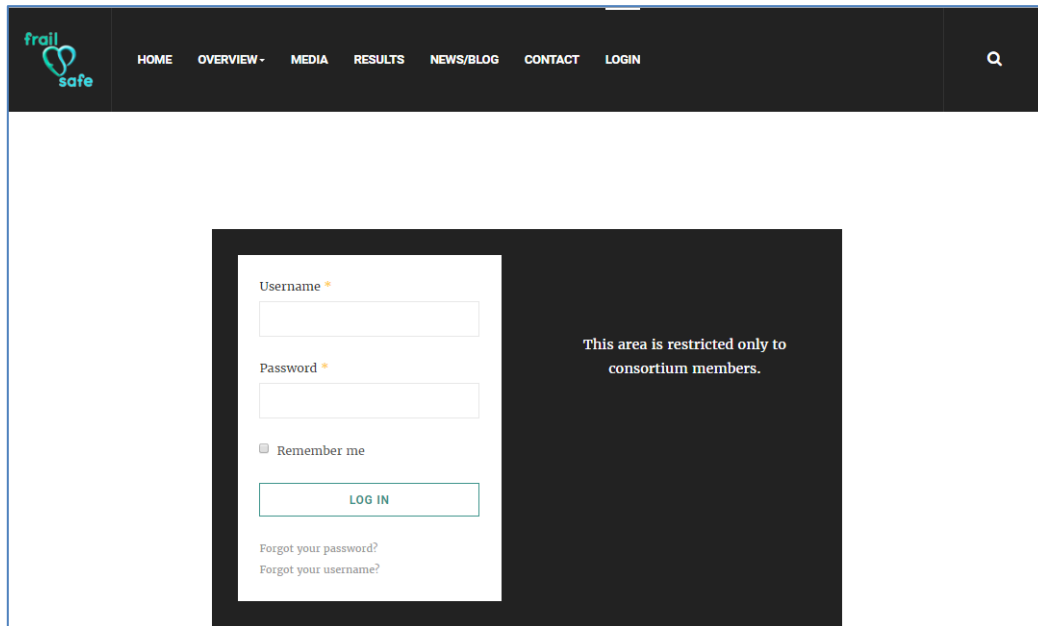 frail
safe
HOME OVERVIEW MEDIA RESULTS NEWS/BLOG CONTACT LOGIN
Username *
Password *
Remember me
LOG IN
Forgot your password?
Forgot your username?
This area is restricted only to
consortium members.